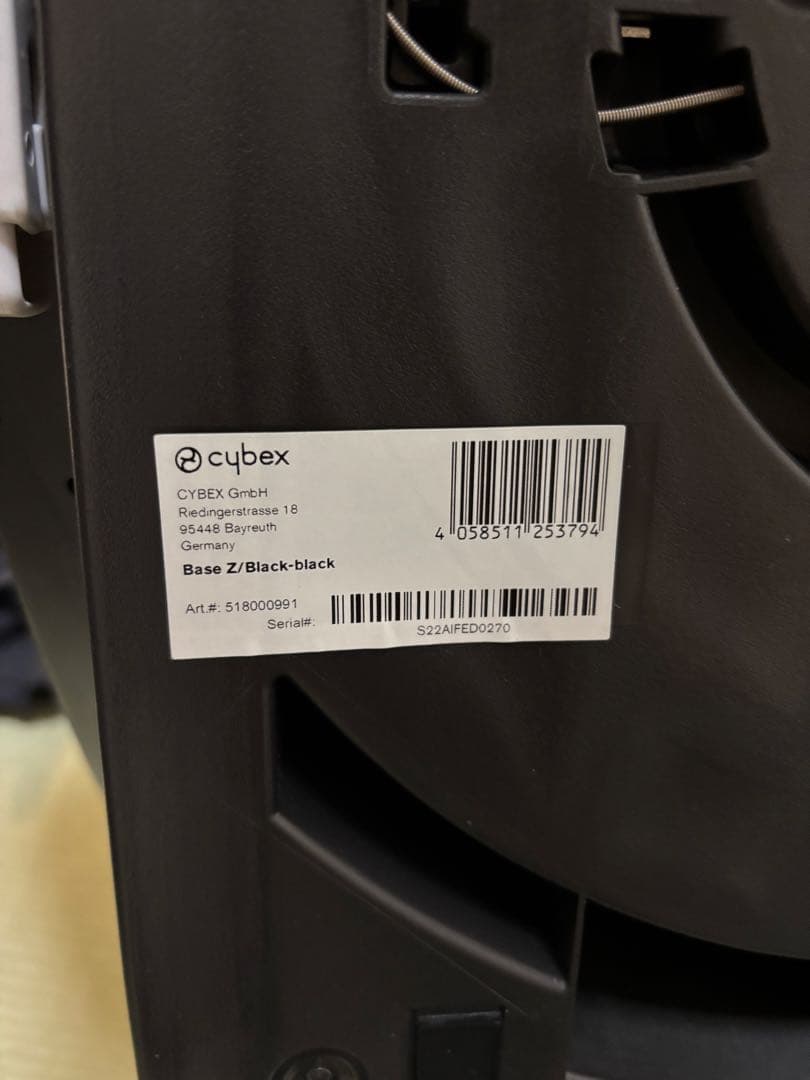 cybex
CYBEX GmbH
Riedingerstrasse 18
95448 Bayreuth
Germany
Base Z/Black-black
4 058511 253794
Art.#: 518000991
Serial#:
S22AIFED0270